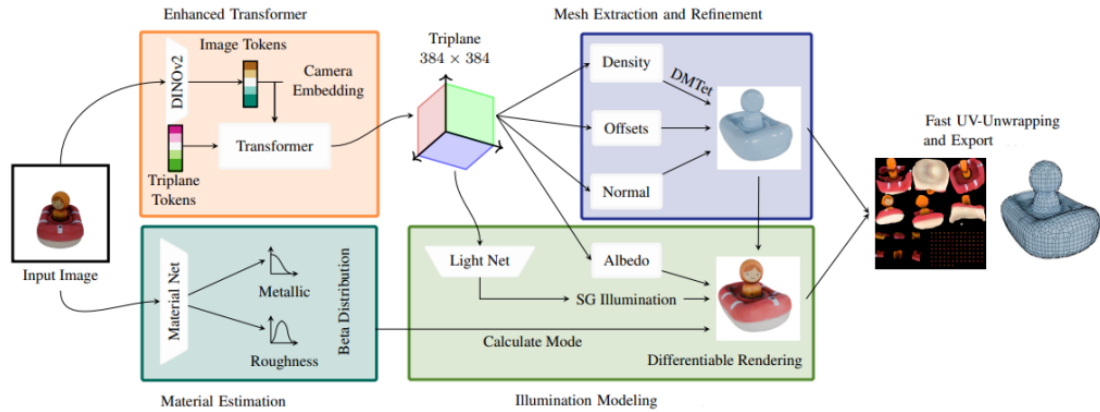 Enhanced Transformer
Mesh Extraction and Refinement
Image Tokens
DINOv2
Camera
Embedding
Transformer
Triplane
Tokens
Triplane
384 × 384
Density
DMTet
Offsets
Normal
Fast UV-Unwrapping
and Export
Input Image
Material Net
Metallic
Roughness
Beta Distribution
Light Net
Albedo
SG Illumination
Calculate Mode
Differentiable Rendering
Material Estimation
Illumination Modeling